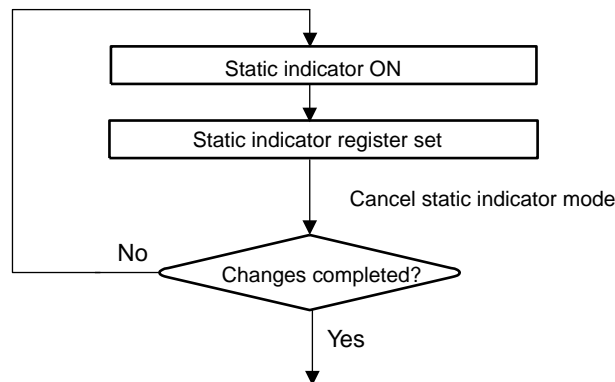 Static indicator ON
Static indicator register set
Cancel static indicator mode
No
Changes completed?
Yes